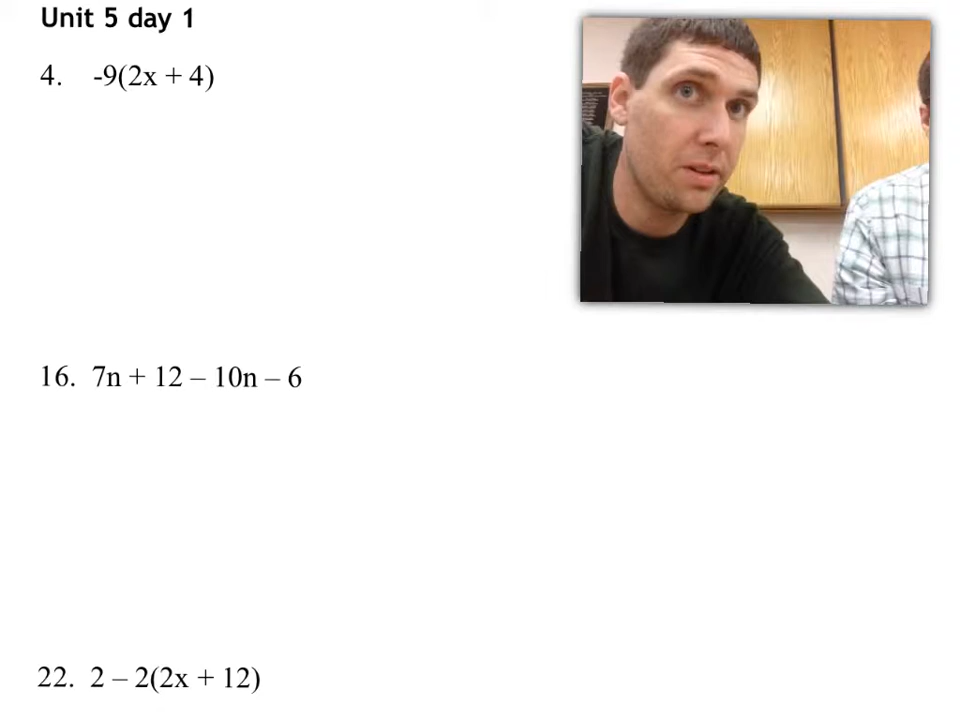 Unit 5 day 1
4. -9(2x + 4)
16. 7n + 12 – 10n – 6
22. 2 – 2(2x + 12)